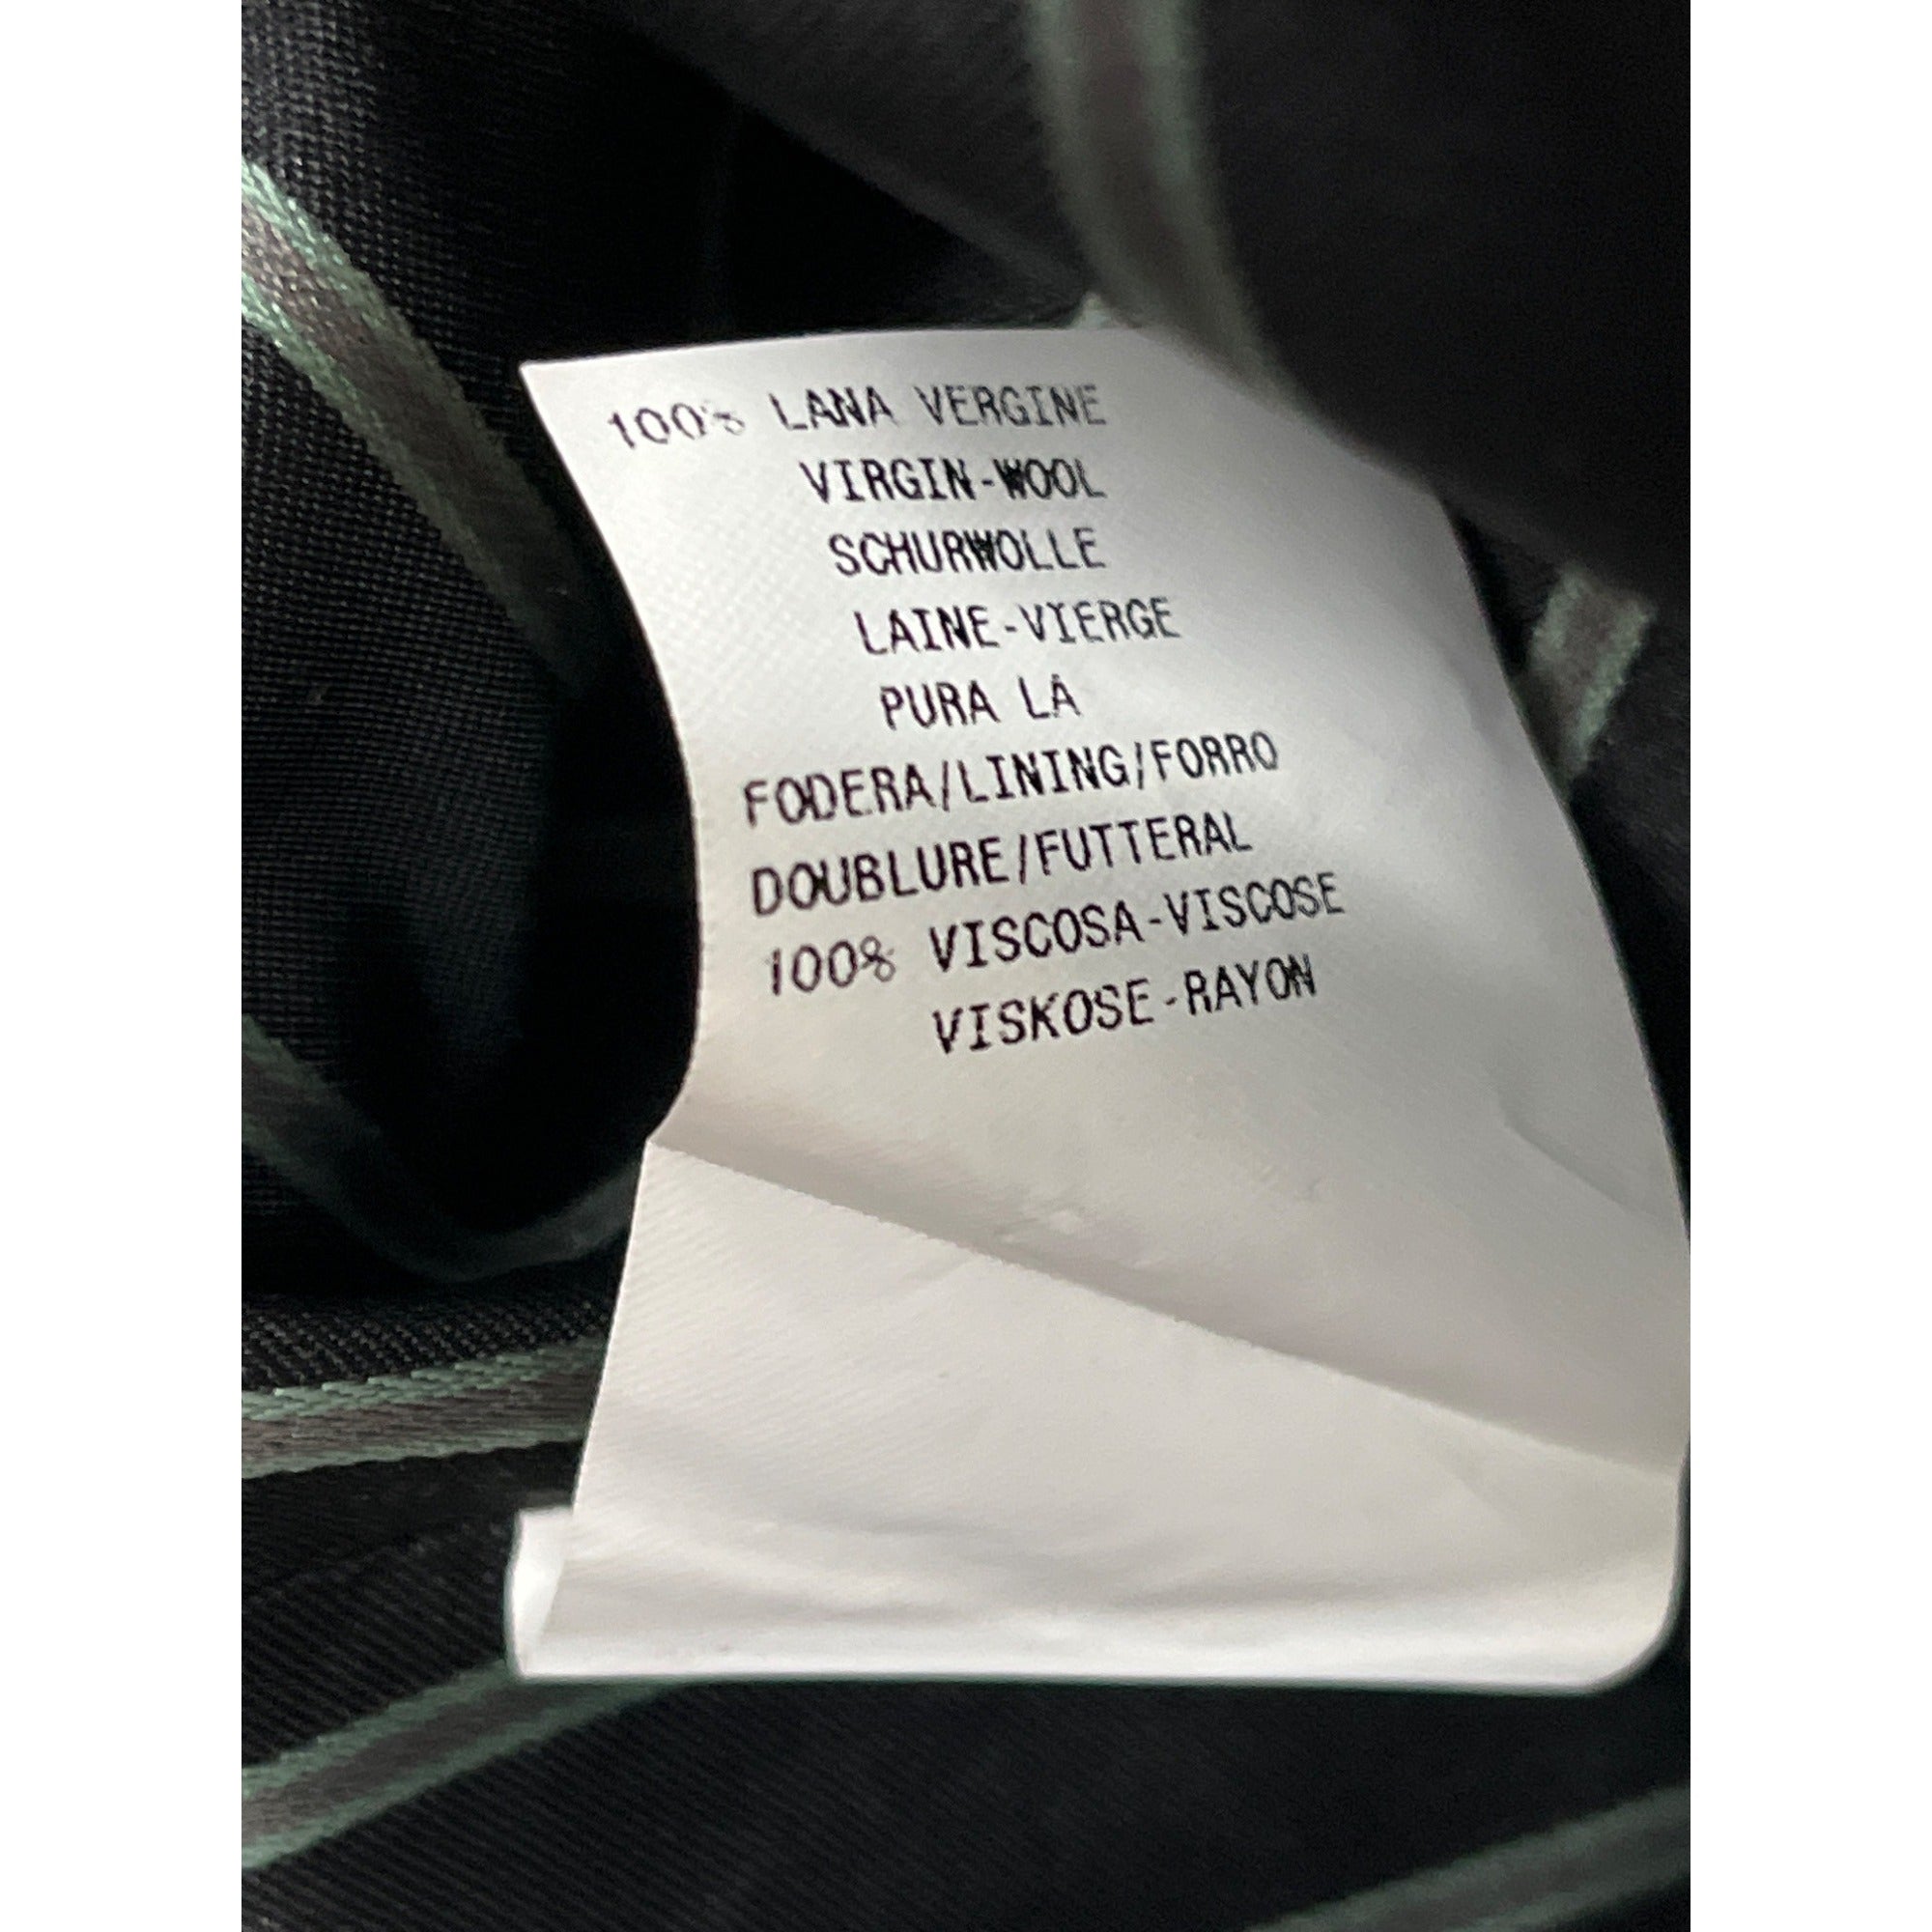 100% LANA VERGINE
VIRGIN-WOOL
SCHURWOLLE
LAINE-VIERGE
PURA LA
FODERA/LINING/FORRO
DOUBLURE/FUTTERAL
100% VISCOSA-VISCOSE
VISKOSE-RAYON